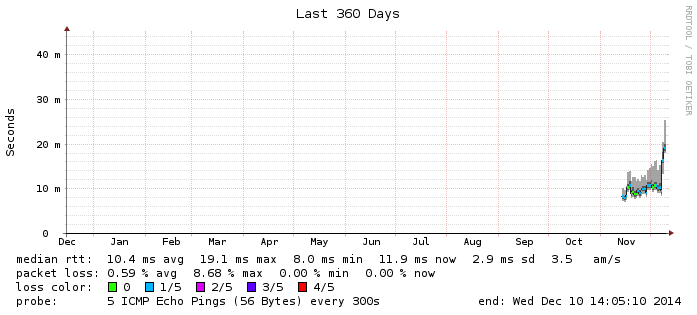 Last 360 Days
RRDTOOL / TOBI OETIKER
Seconds
40 m
30 m
20 m
10 m
0
Dec Jan Feb Mar Apr May Jun Jul Aug Sep Oct Nov
median rtt: 10.4 ms avg 19.1 ms max 8.0 ms min 11.9 ms now 2.9 ms sd 3.5 am/s
packet loss: 0.59 % avg 8.68 % max 0.00 % min 0.00 % now
loss color: 0 1/5 2/5 3/5 4/5
probe: 5 ICMP Echo Pings (56 Bytes) every 300s end: Wed Dec 10 14:05:10 2014